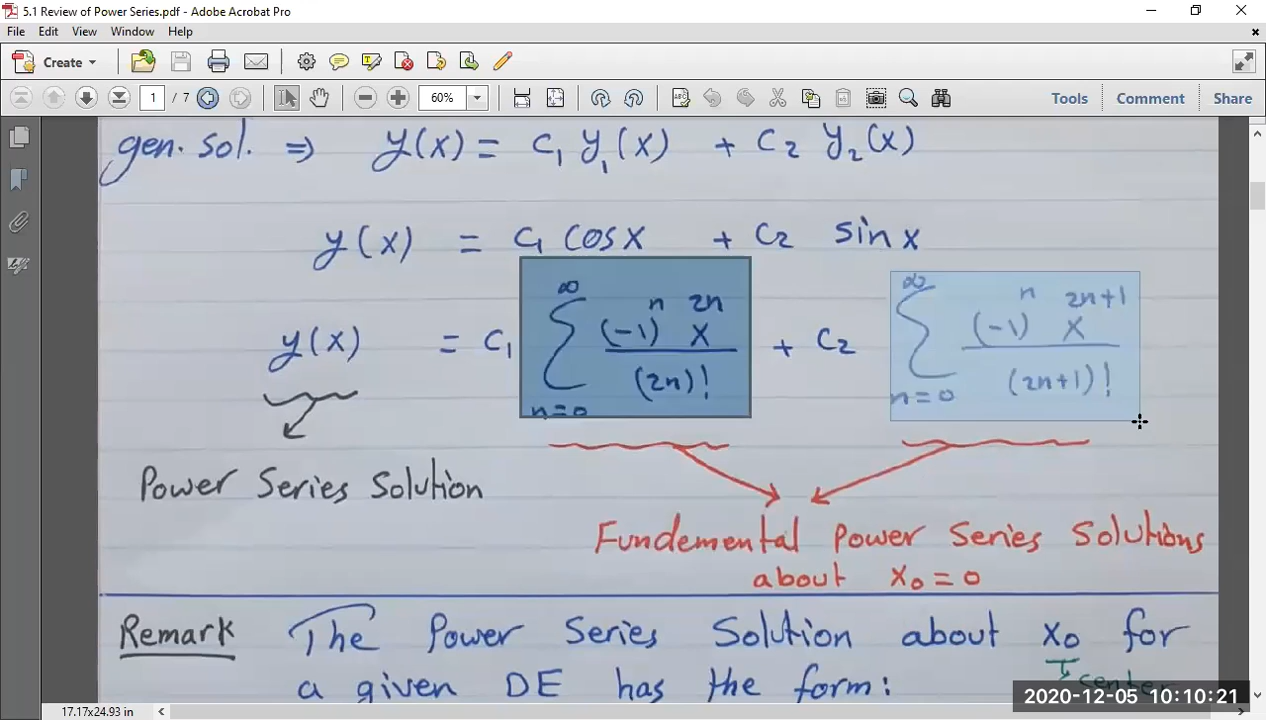 5.1 Review of Power Series.pdf - Adobe Acrobat Pro
File Edit View Window Help
Create
1 / 7 60% Tools Comment Share
gen. sol. ⇒ y(x) = C₁ y₁(x) + C₂ y₂(x)
y(x) = C₁ cos x + C₂ sin x
y(x) = C₁ ∑_{n=0}^{∞} (-1)^n x^{2n} / (2n)! + C₂ ∑_{n=0}^{∞} (-1)^n x^{2n+1} / (2n+1)!
Power Series Solution
Fundemental Power Series Solutions
about x₀ = 0
Remark The Power Series Solution about x₀ for
a given DE has the form: center
2020-12-05 10:10:21
17.17x24.93 in